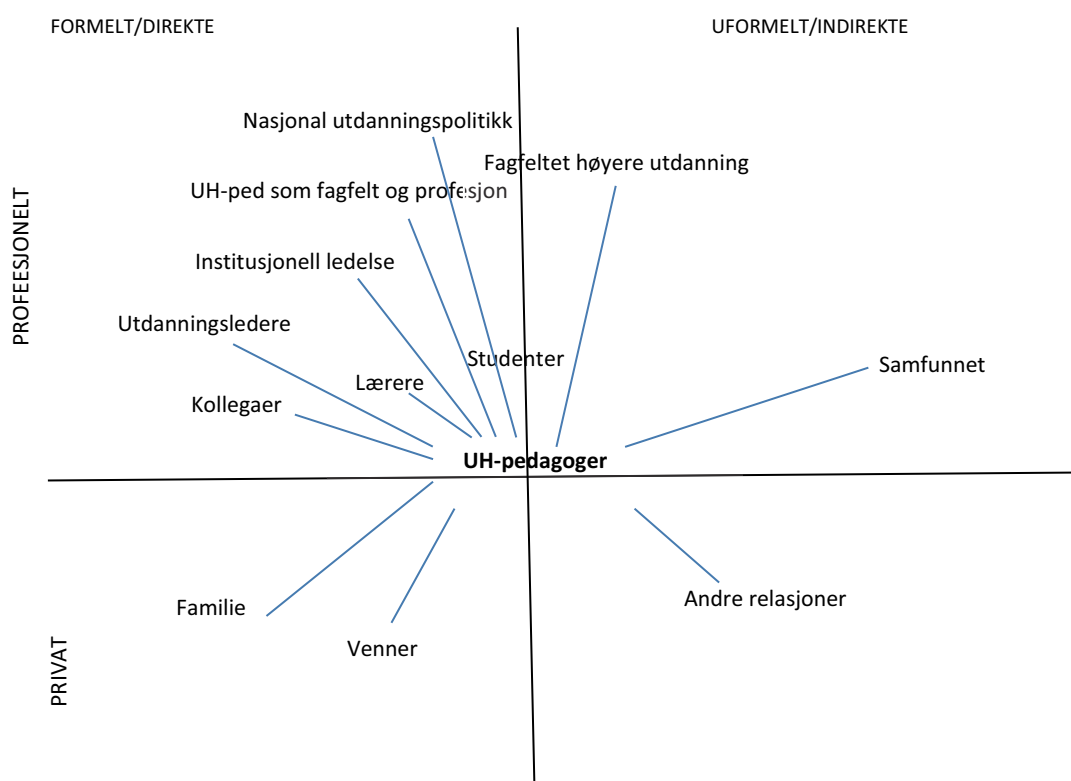 FORMELT/DIREKTE
UFORMELT/INDIREKTE
Nasjonal utdanningspolitikk
Fagfeltet høyere utdanning
UH-ped som fagfelt og profesjon
PROFEESJONELT
Institusjonell ledelse
Utdanningsledere
Studenter
Samfunnet
Lærere
Kollegaer
UH-pedagoger
Andre relasjoner
Familie
Venner
PRIVAT